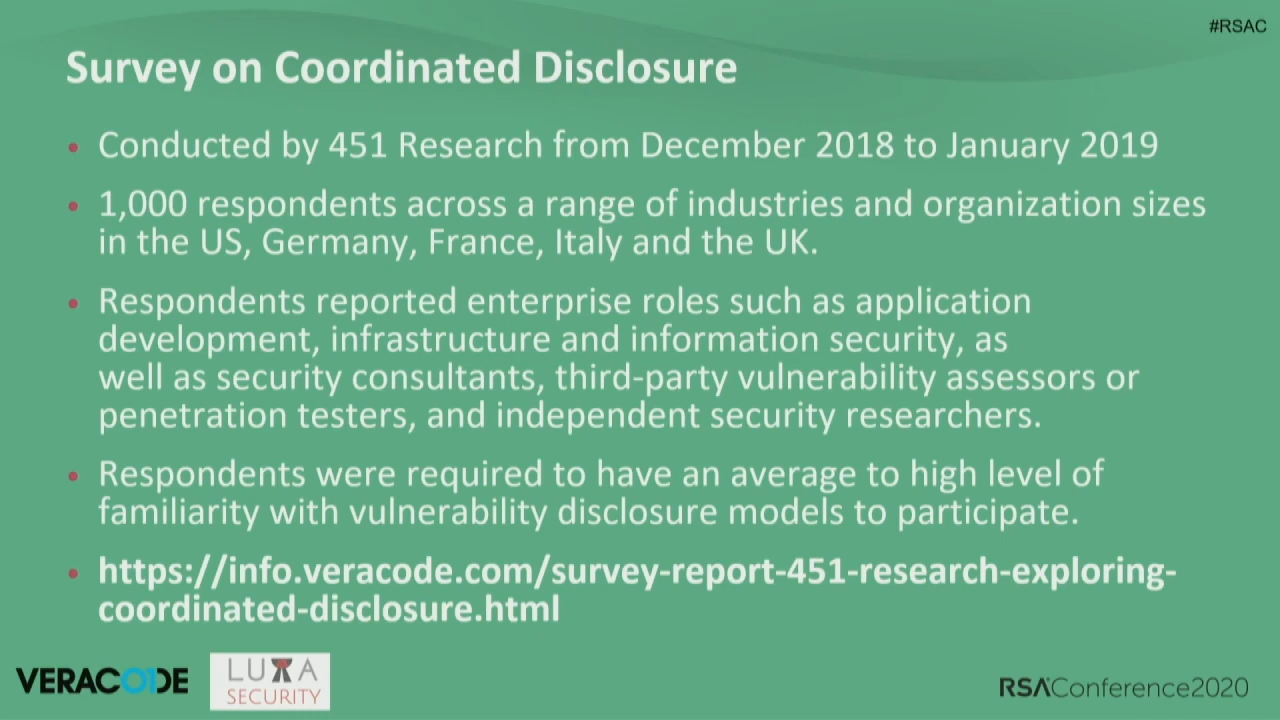 #RSAC
Survey on Coordinated Disclosure
• Conducted by 451 Research from December 2018 to January 2019
• 1,000 respondents across a range of industries and organization sizes
in the US, Germany, France, Italy and the UK.
• Respondents reported enterprise roles such as application
development, infrastructure and information security, as
well as security consultants, third-party vulnerability assessors or
penetration testers, and independent security researchers.
• Respondents were required to have an average to high level of
familiarity with vulnerability disclosure models to participate.
• https://info.veracode.com/survey-report-451-research-exploring-
coordinated-disclosure.html
VERACODE
LUTA
SECURITY
RSAConference2020